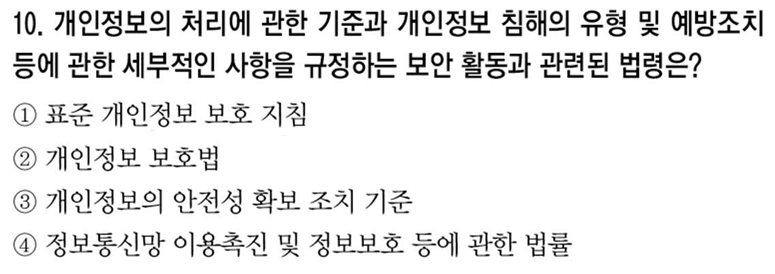 10. 개인정보의 처리에 관한 기준과 개인정보 침해의 유형 및 예방조치
등에 관한 세부적인 사항을 규정하는 보안 활동과 관련된 법령은?
① 표준 개인정보 보호 지침
② 개인정보 보호법
③ 개인정보의 안전성 확보 조치 기준
④ 정보통신망 이용촉진 및 정보보호 등에 관한 법률